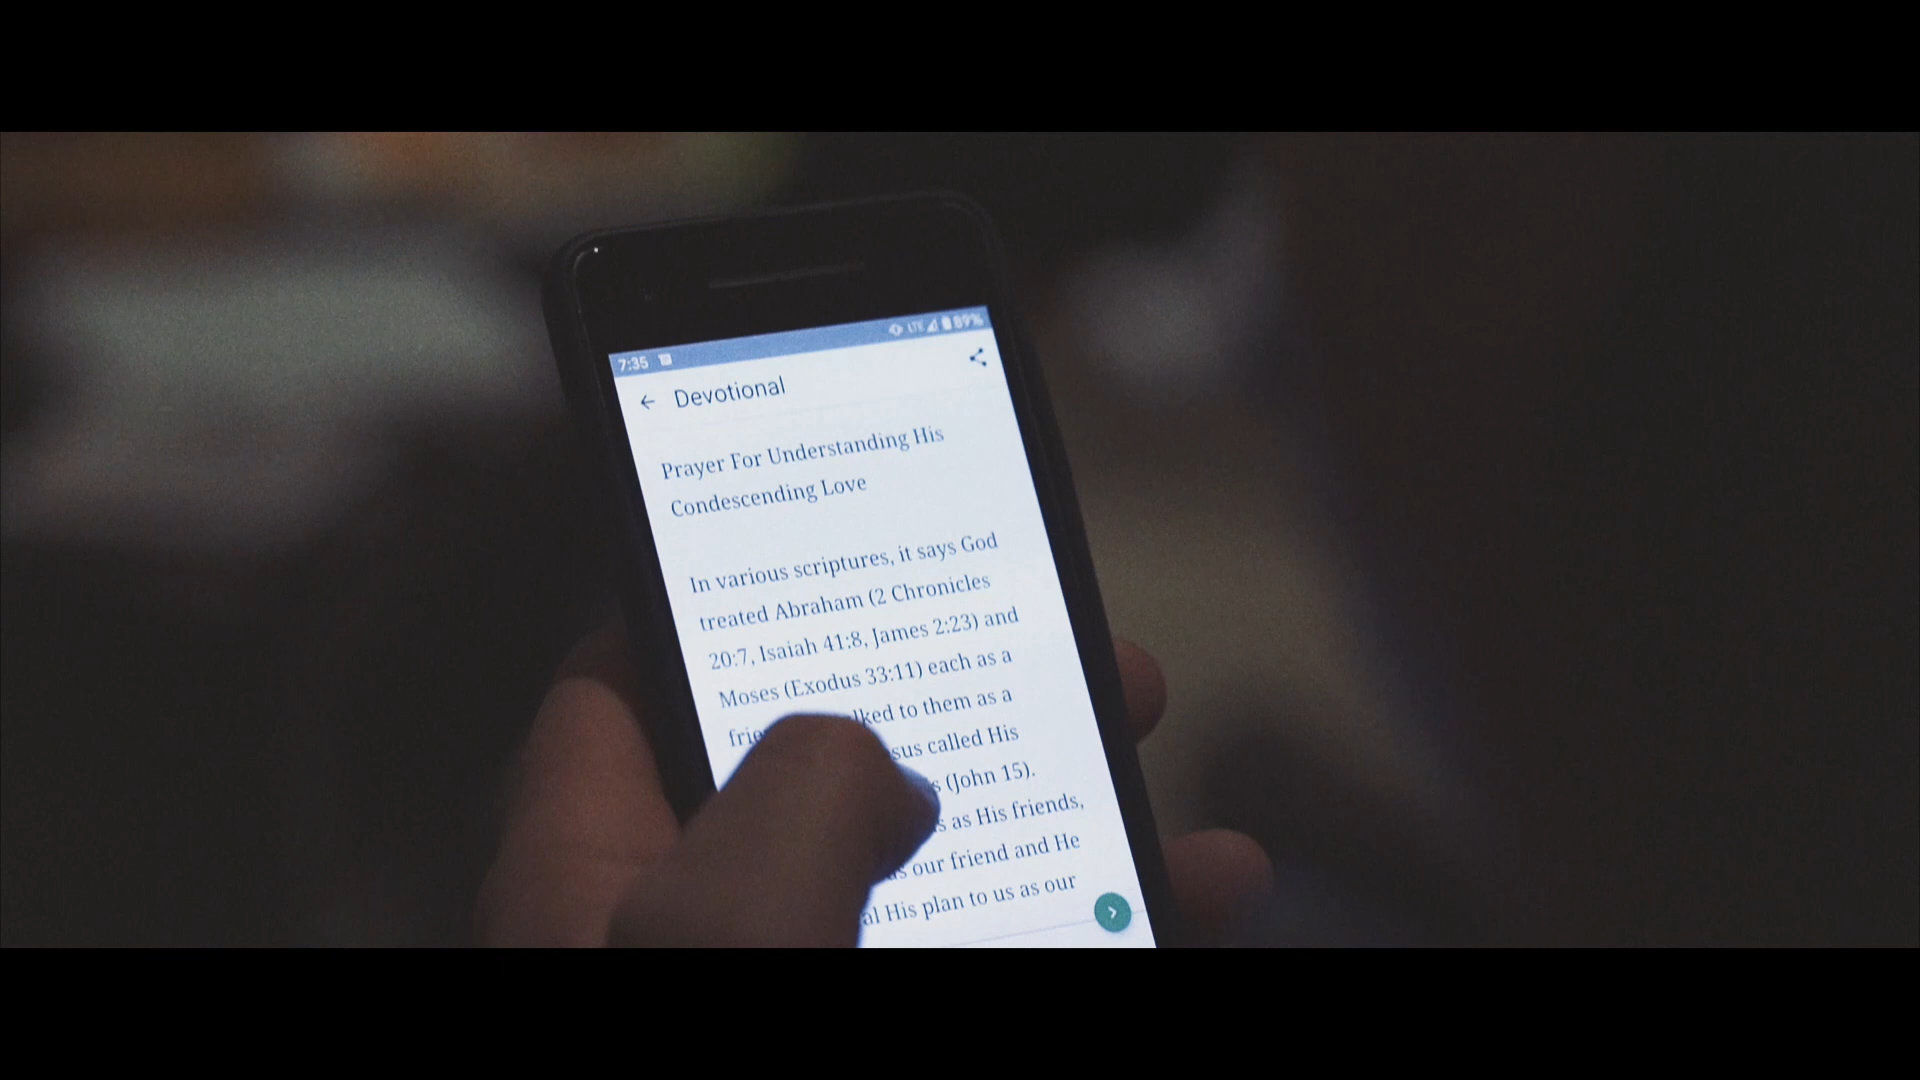 7:35 LTE 89%
Devotional
Prayer For Understanding His
Condescending Love
In various scriptures, it says God
treated Abraham (2 Chronicles
20:7, Isaiah 41:8, James 2:23) and
Moses (Exodus 33:11) each as a
to them as a
called His
(John 15).
as His friends,
our friend and He
His plan to us as our